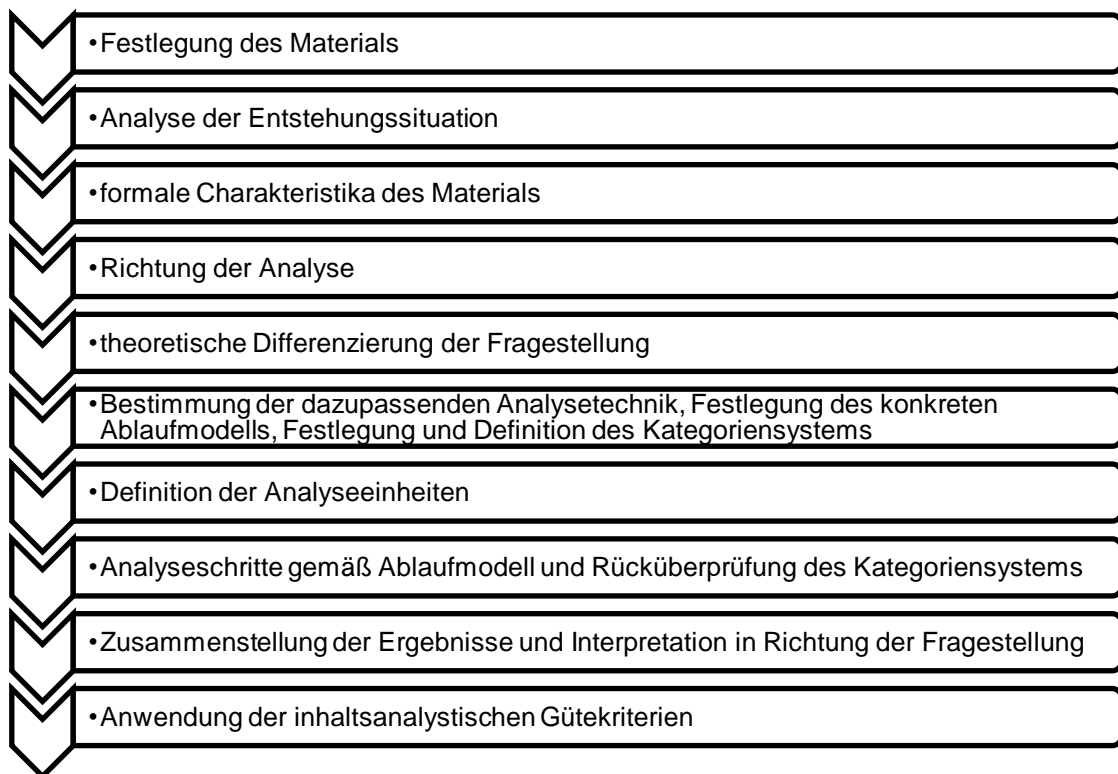 •Festlegung des Materials
•Analyse der Entstehungssituation
•formale Charakteristika des Materials
•Richtung der Analyse
•theoretische Differenzierung der Fragestellung
•Bestimmung der dazupassenden Analysetechnik, Festlegung des konkreten
Ablaufmodells, Festlegung und Definition des Kategoriensystems
•Definition der Analyseeinheiten
•Analyseschritte gemäß Ablaufmodell und Rücküberprüfung des Kategoriensystems
•Zusammenstellung der Ergebnisse und Interpretation in Richtung der Fragestellung
•Anwendung der inhaltsanalystischen Gütekriterien